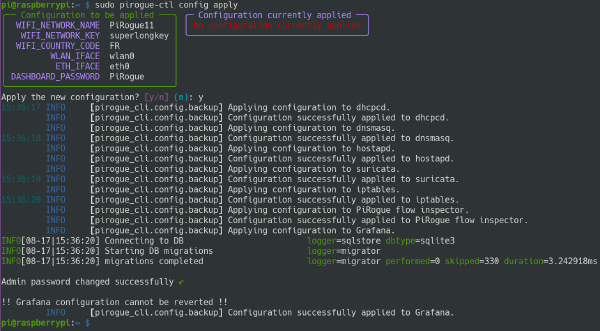 pi@raspberrypi:~ $ sudo pirogue-ctl config apply
Configuration to be applied
Configuration currently applied
WIFI_NETWORK_NAME PiRogue11
No configuration currently applied
WIFI_NETWORK_KEY superlongkey
WIFI_COUNTRY_CODE FR
WLAN_IFACE wlan0
ETH_IFACE eth0
DASHBOARD_PASSWORD PiRogue
Apply the new configuration? [y/n] (n): y
15:36:17 INFO [pirogue_cli.config.backup] Applying configuration to dhcpcd.
INFO [pirogue_cli.config.backup] Configuration successfully applied to dhcpcd.
INFO [pirogue_cli.config.backup] Applying configuration to dnsmasq.
15:36:18 INFO [pirogue_cli.config.backup] Configuration successfully applied to dnsmasq.
INFO [pirogue_cli.config.backup] Applying configuration to hostapd.
INFO [pirogue_cli.config.backup] Configuration successfully applied to hostapd.
INFO [pirogue_cli.config.backup] Applying configuration to suricata.
15:36:19 INFO [pirogue_cli.config.backup] Configuration successfully applied to suricata.
INFO [pirogue_cli.config.backup] Applying configuration to iptables.
15:36:20 INFO [pirogue_cli.config.backup] Configuration successfully applied to iptables.
INFO [pirogue_cli.config.backup] Applying configuration to PiRogue flow inspector.
INFO [pirogue_cli.config.backup] Configuration successfully applied to PiRogue flow inspector.
INFO [pirogue_cli.config.backup] Applying configuration to Grafana.
INFO[08-17|15:36:20] Connecting to DB logger=sqlstore dbtype=sqlite3
INFO[08-17|15:36:20] Starting DB migrations logger=migrator
INFO[08-17|15:36:20] migrations completed logger=migrator performed=0 skipped=330 duration=3.242918ms
Admin password changed successfully ✔
!! Grafana configuration cannot be reverted !!
INFO [pirogue_cli.config.backup] Configuration successfully applied to Grafana.
pi@raspberrypi:~ $